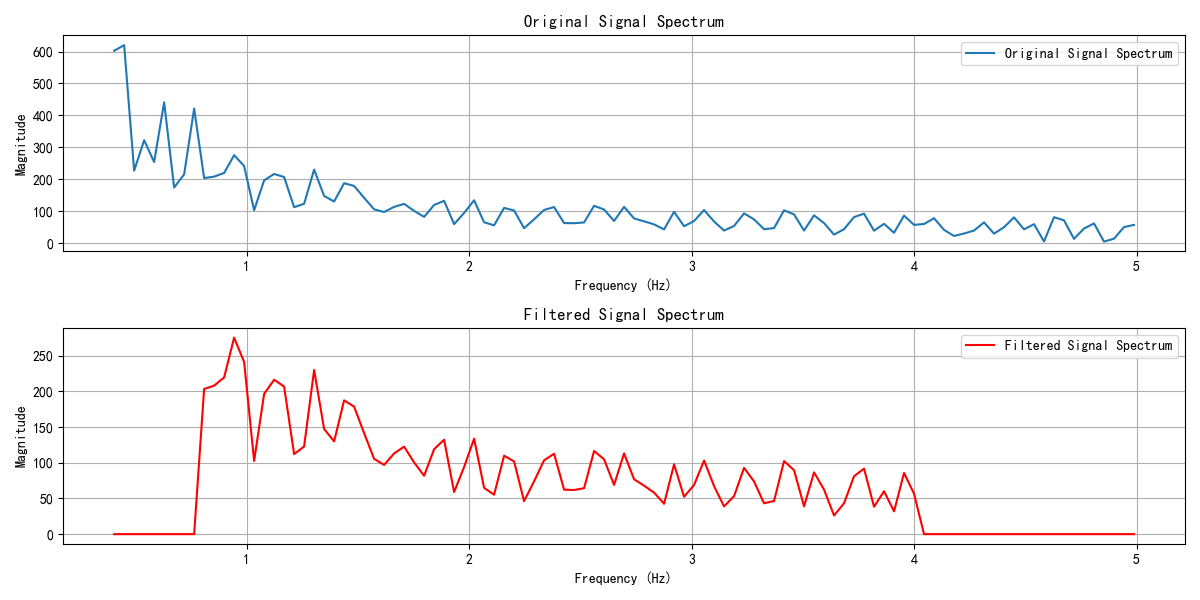 Original Signal Spectrum
600
500
400
300
200
100
0
Magnitude
Original Signal Spectrum
1 2 3 4 5
Frequency (Hz)
Filtered Signal Spectrum
250
200
150
100
50
0
Magnitude
Filtered Signal Spectrum
1 2 3 4 5
Frequency (Hz)